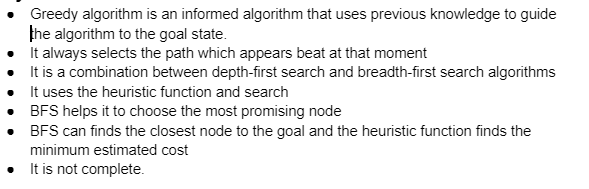 • Greedy algorithm is an informed algorithm that uses previous knowledge to guide
the algorithm to the goal state.
• It always selects the path which appears beat at that moment
• It is a combination between depth-first search and breadth-first search algorithms
• It uses the heuristic function and search
• BFS helps it to choose the most promising node
• BFS can finds the closest node to the goal and the heuristic function finds the
minimum estimated cost
• It is not complete.